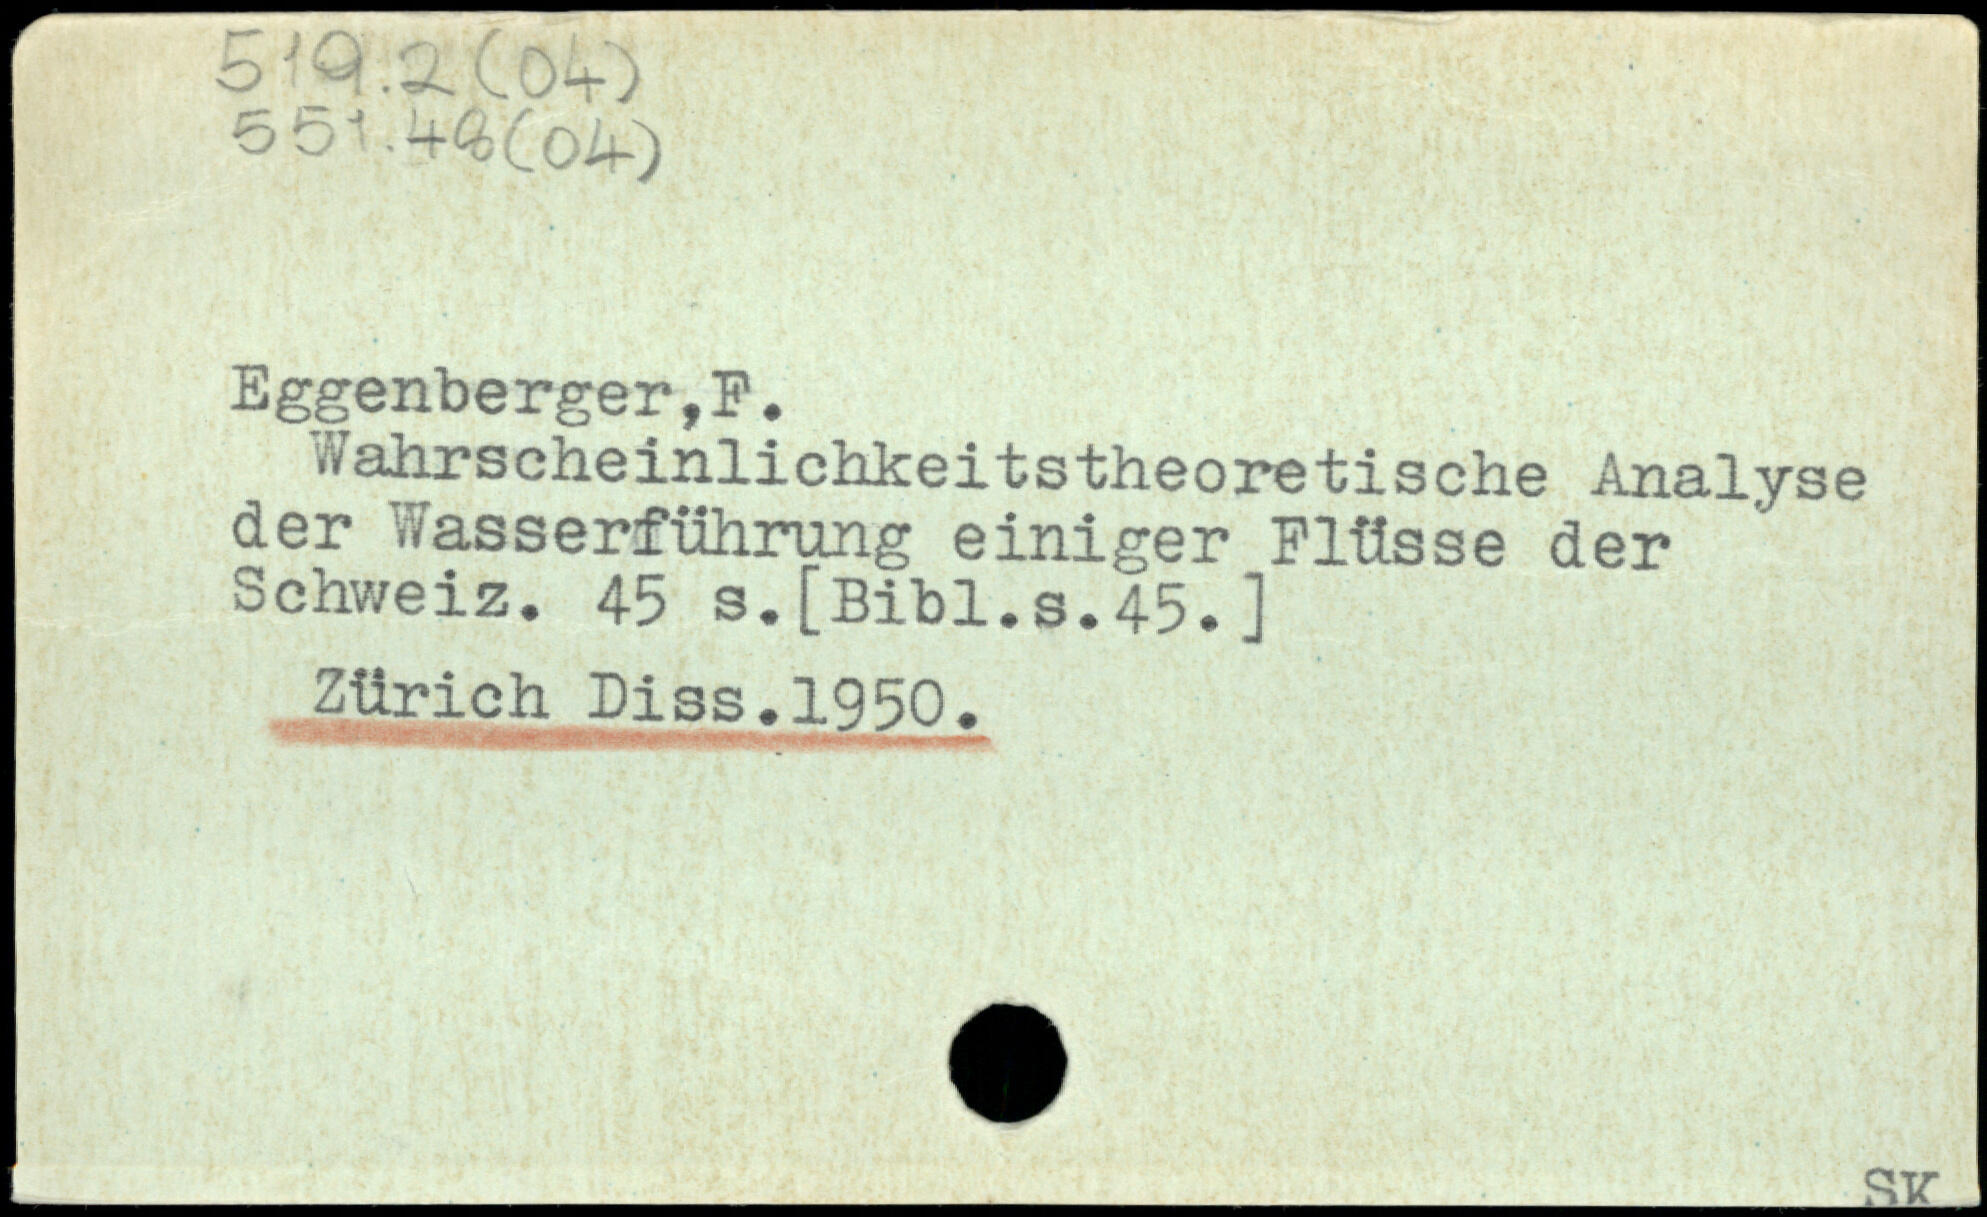 519.2(04)
551.48(04)
Eggenberger,F.
Wahrscheinlichkeitstheoretische Analyse
der Wasserführung einiger Flüsse der
Schweiz. 45 s.[Bibl.s.45.]
Zürich Diss.1950.
SK